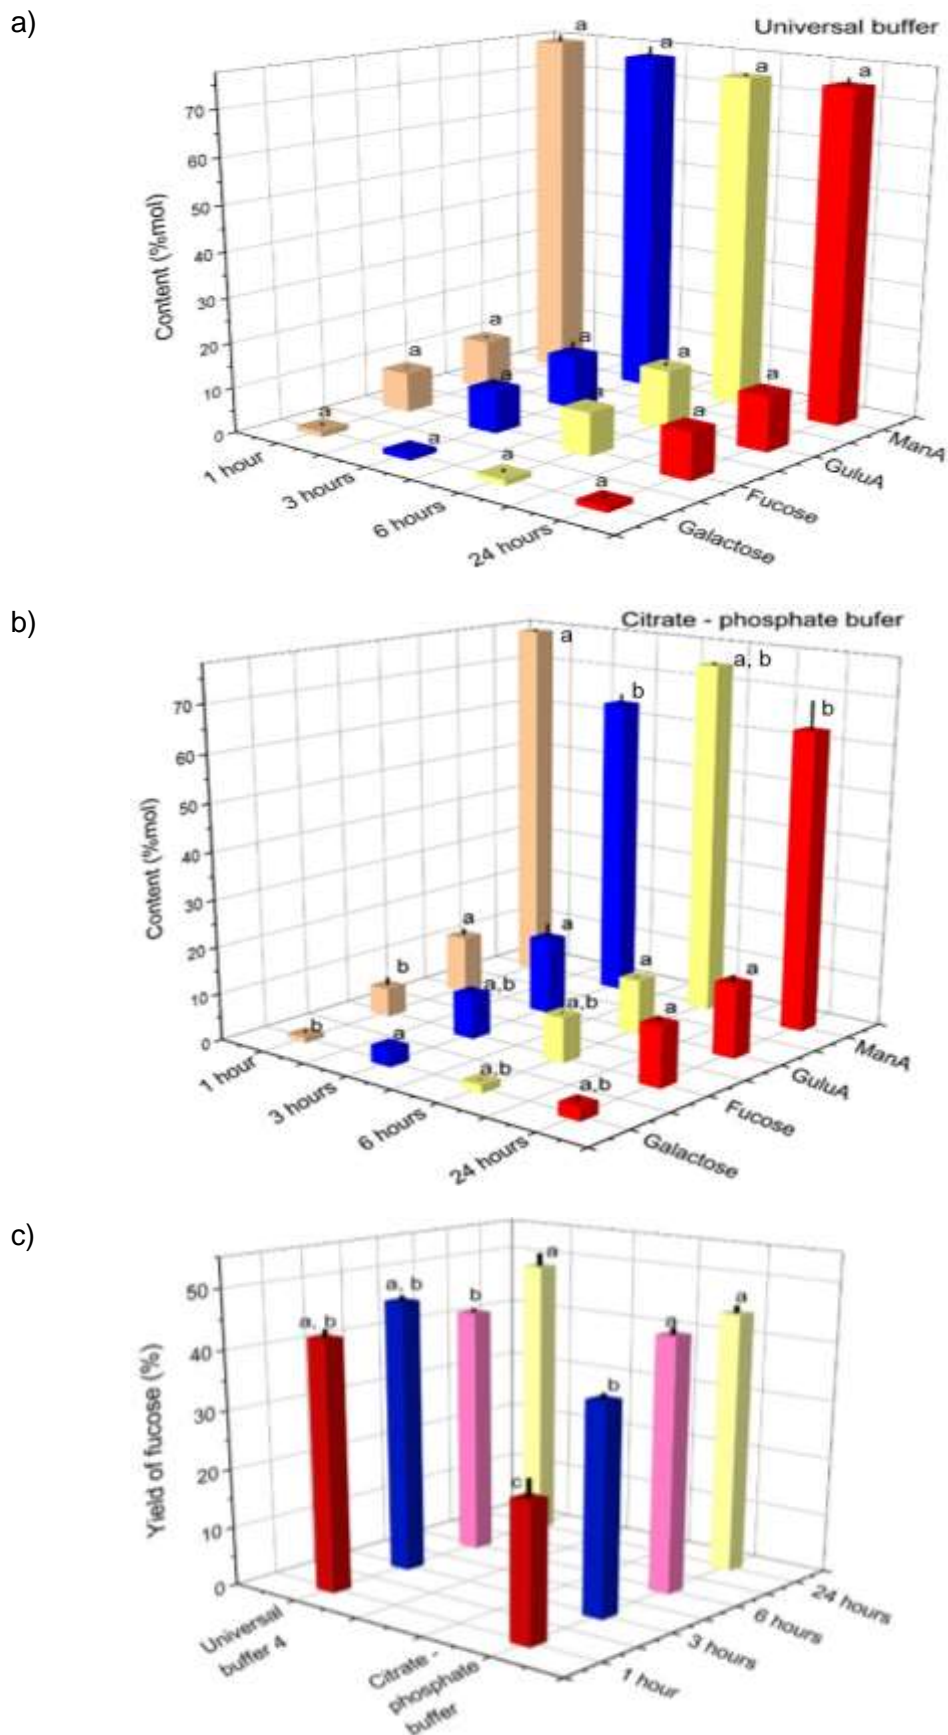 a)
Universal buffer
a a a a
70
60
50
40
30
20
10
0
Content (%mol)
a a a a
a a a a
a a a a
1 hour
3 hours
6 hours
24 hours
Galactose
Fucose
GuluA
ManA
b)
Citrate - phosphate bufer
a b a, b b
70
60
50
40
30
20
10
0
Content (%mol)
a a a a
b a,b a,b a
b a a,b a,b
1 hour
3 hours
6 hours
24 hours
Galactose
Fucose
GuluA
ManA
c)
a, b a, b b a
c b a a
50
40
30
20
10
0
Yield of fucose (%)
Universal
buffer 4
Citrate -
phosphate
buffer
1 hour
3 hours
6 hours
24 hours